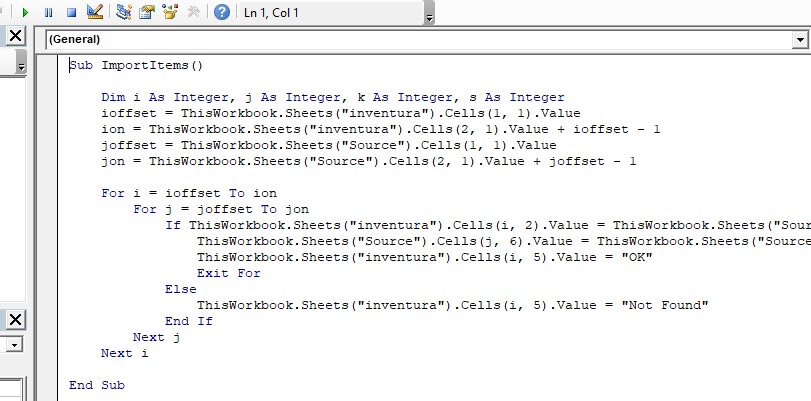 Ln 1, Col 1
(General)
Sub ImportItems()
Dim i As Integer, j As Integer, k As Integer, s As Integer
ioffset = ThisWorkbook.Sheets("inventura").Cells(1, 1).Value
ion = ThisWorkbook.Sheets("inventura").Cells(2, 1).Value + ioffset - 1
joffset = ThisWorkbook.Sheets("Source").Cells(1, 1).Value
jon = ThisWorkbook.Sheets("Source").Cells(2, 1).Value + joffset - 1
For i = ioffset To ion
For j = joffset To jon
If ThisWorkbook.Sheets("inventura").Cells(i, 2).Value = ThisWorkbook.Sheets("Sour
ThisWorkbook.Sheets("Source").Cells(j, 6).Value = ThisWorkbook.Sheets("Source
ThisWorkbook.Sheets("inventura").Cells(i, 5).Value = "OK"
Exit For
Else
ThisWorkbook.Sheets("inventura").Cells(i, 5).Value = "Not Found"
End If
Next j
Next i
End Sub